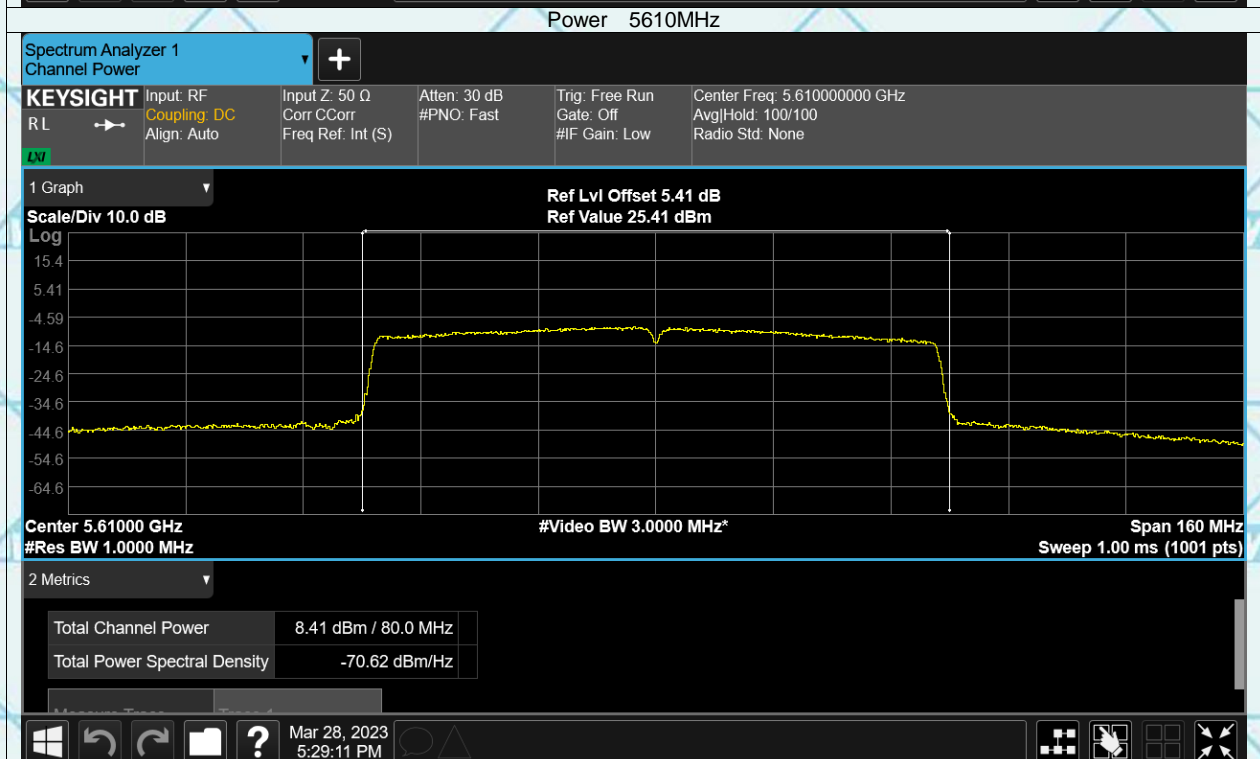 Power 5610MHz
Spectrum Analyzer 1
Channel Power
KEYSIGHT
R L
LXI
Input: RF
Coupling: DC
Align: Auto
Input Z: 50 Ω
Corr CCorr
Freq Ref: Int (S)
Atten: 30 dB
#PNO: Fast
Trig: Free Run
Gate: Off
#IF Gain: Low
Center Freq: 5.610000000 GHz
Avg|Hold: 100/100
Radio Std: None
1 Graph
Scale/Div 10.0 dB
Ref Lvl Offset 5.41 dB
Ref Value 25.41 dBm
Log
15.4
5.41
-4.59
-14.6
-24.6
-34.6
-44.6
-54.6
-64.6
Center 5.61000 GHz
#Res BW 1.0000 MHz
#Video BW 3.0000 MHz*
Span 160 MHz
Sweep 1.00 ms (1001 pts)
2 Metrics
Total Channel Power 8.41 dBm / 80.0 MHz
Total Power Spectral Density -70.62 dBm/Hz
Mar 28, 2023
5:29:11 PM